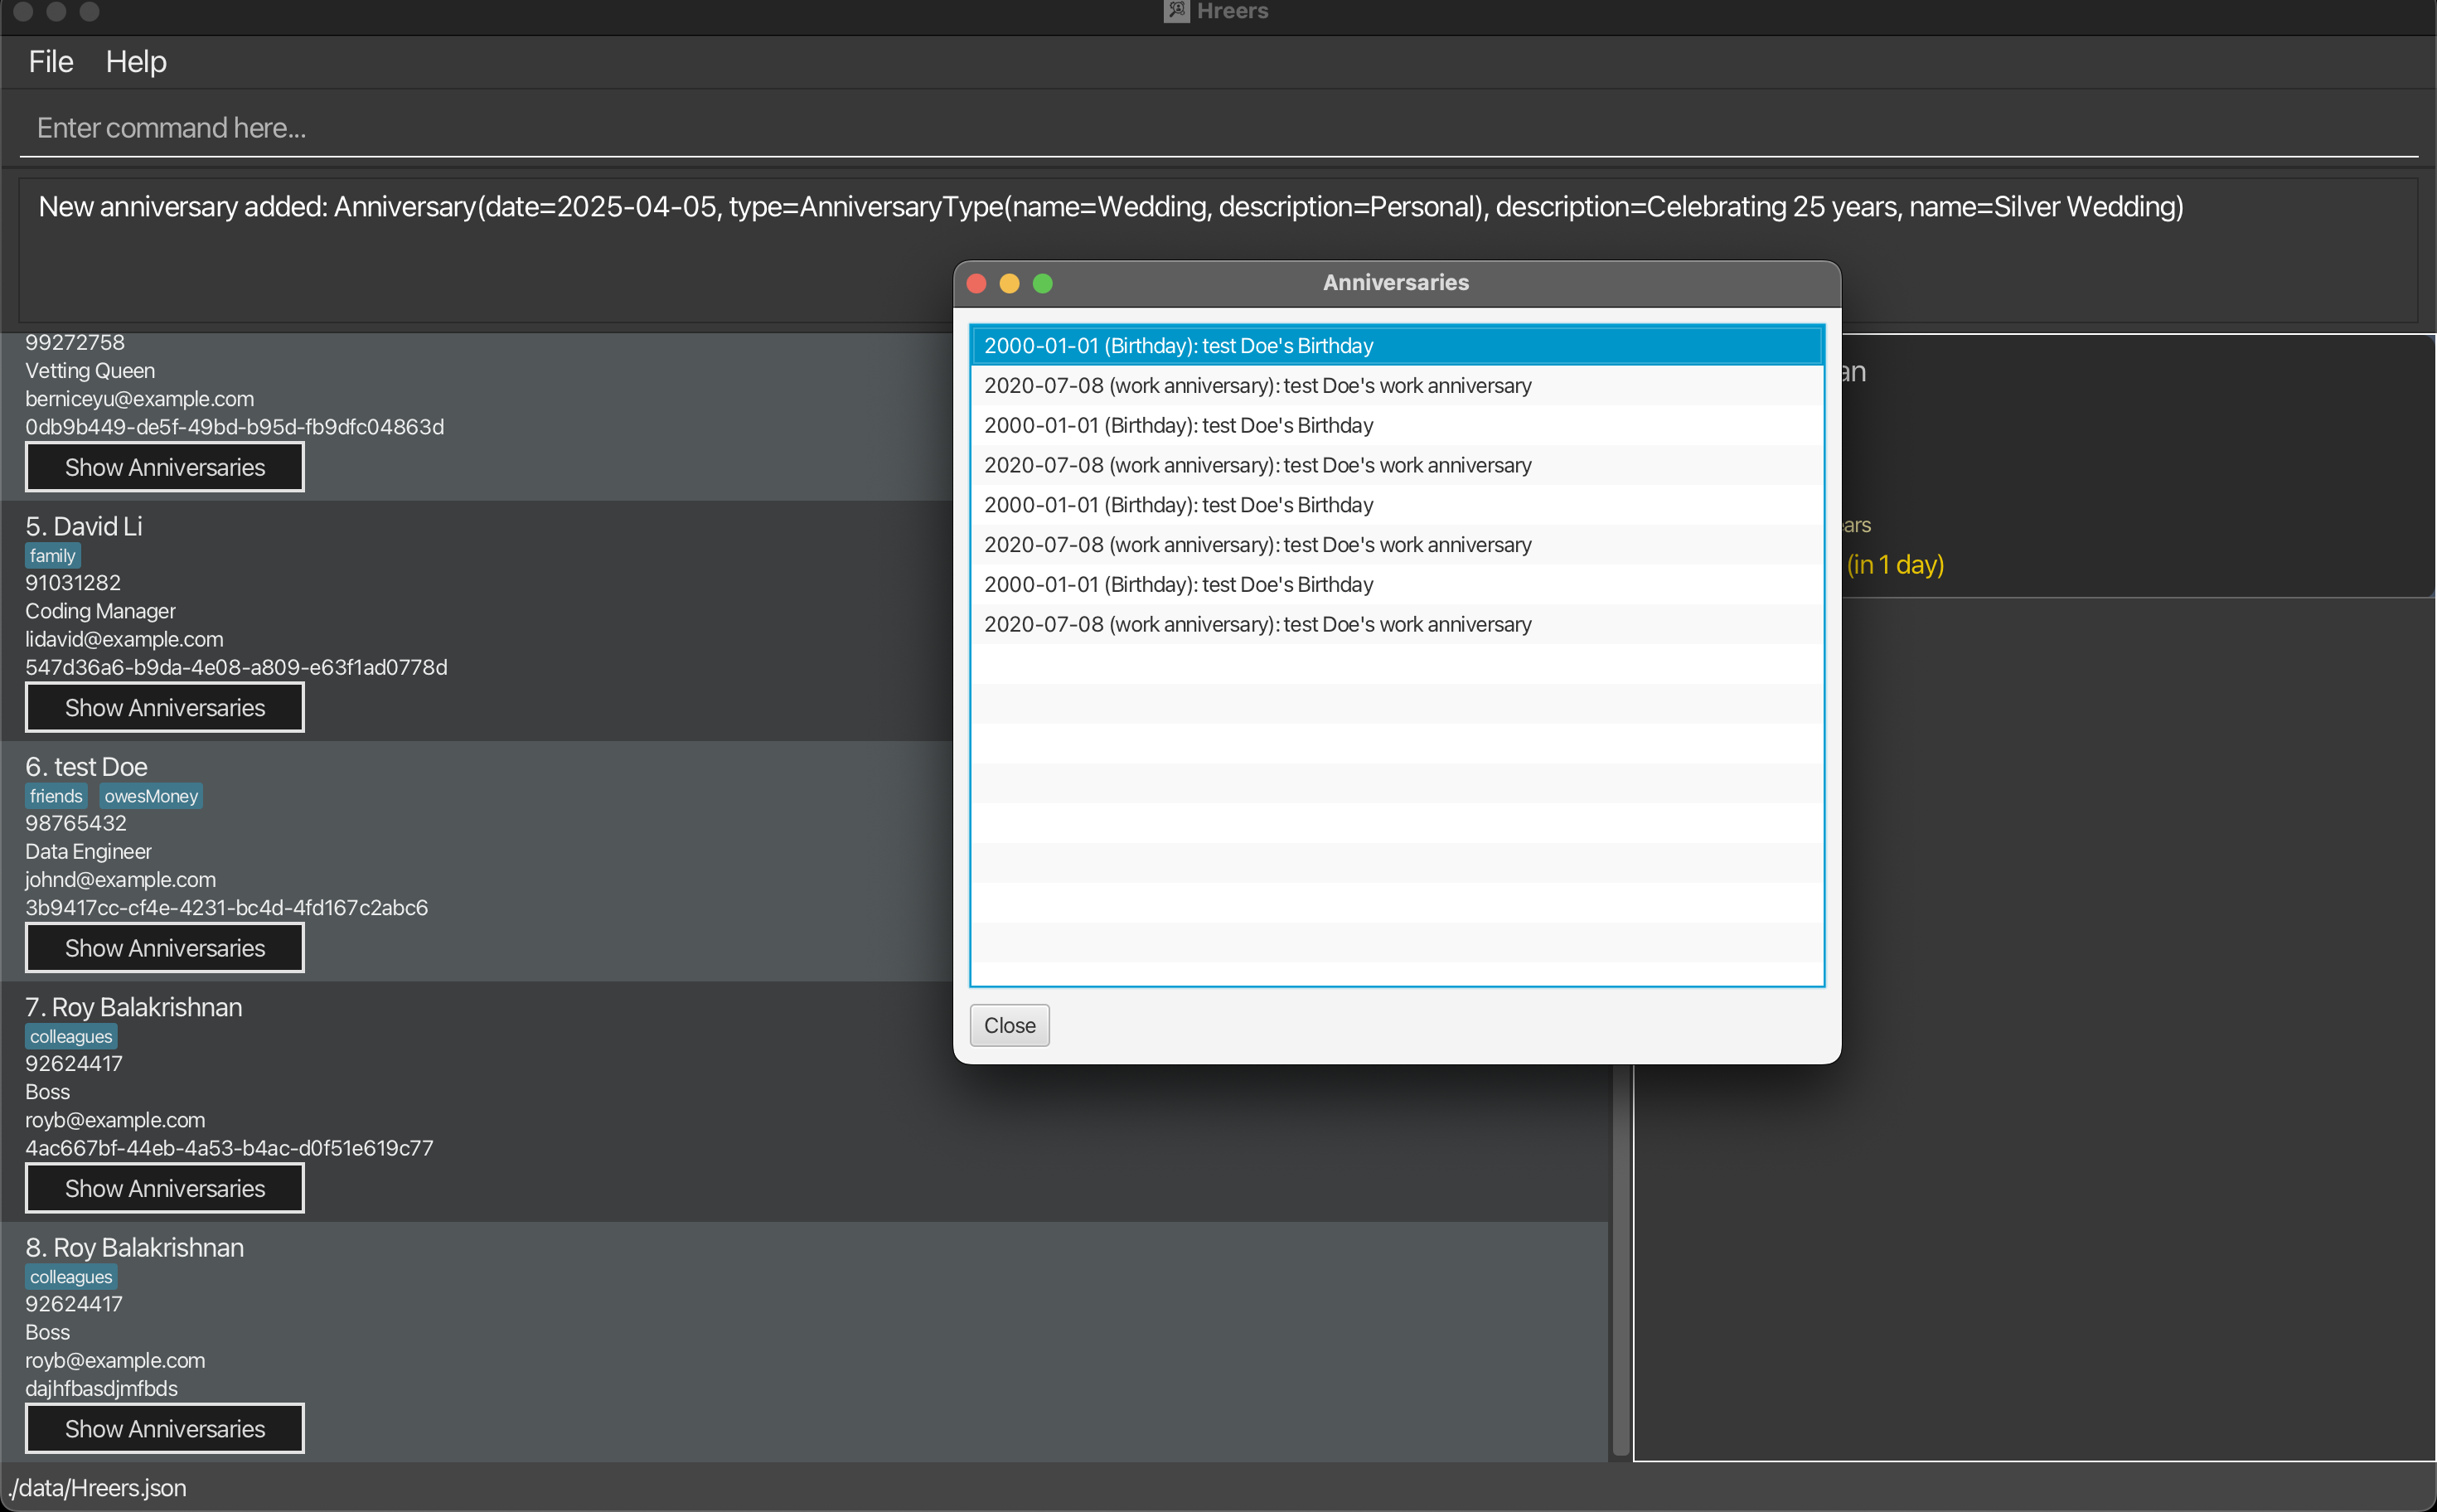 Hreers
File Help
Enter command here...
New anniversary added: Anniversary(date=2025-04-05, type=AnniversaryType(name=Wedding, description=Personal), description=Celebrating 25 years, name=Silver Wedding)
99272758
Vetting Queen
berniceyu@example.com
0db9b449-de5f-49bd-b95d-fb9dfc04863d
Show Anniversaries
5. David Li
family
91031282
Coding Manager
lidavid@example.com
547d36a6-b9da-4e08-a809-e63f1ad0778d
Show Anniversaries
6. test Doe
friends owesMoney
98765432
Data Engineer
johnd@example.com
3b9417cc-cf4e-4231-bc4d-4fd167c2abc6
Show Anniversaries
7. Roy Balakrishnan
colleagues
92624417
Boss
royb@example.com
4ac667bf-44eb-4a53-b4ac-d0f51e619c77
Show Anniversaries
8. Roy Balakrishnan
colleagues
92624417
Boss
royb@example.com
dajhfbasdjmfbds
Show Anniversaries
./data/Hreers.json
Anniversaries
2000-01-01 (Birthday): test Doe's Birthday
2020-07-08 (work anniversary): test Doe's work anniversary
2000-01-01 (Birthday): test Doe's Birthday
2020-07-08 (work anniversary): test Doe's work anniversary
2000-01-01 (Birthday): test Doe's Birthday
2020-07-08 (work anniversary): test Doe's work anniversary
2000-01-01 (Birthday): test Doe's Birthday
2020-07-08 (work anniversary): test Doe's work anniversary
Close
(in 1 day)